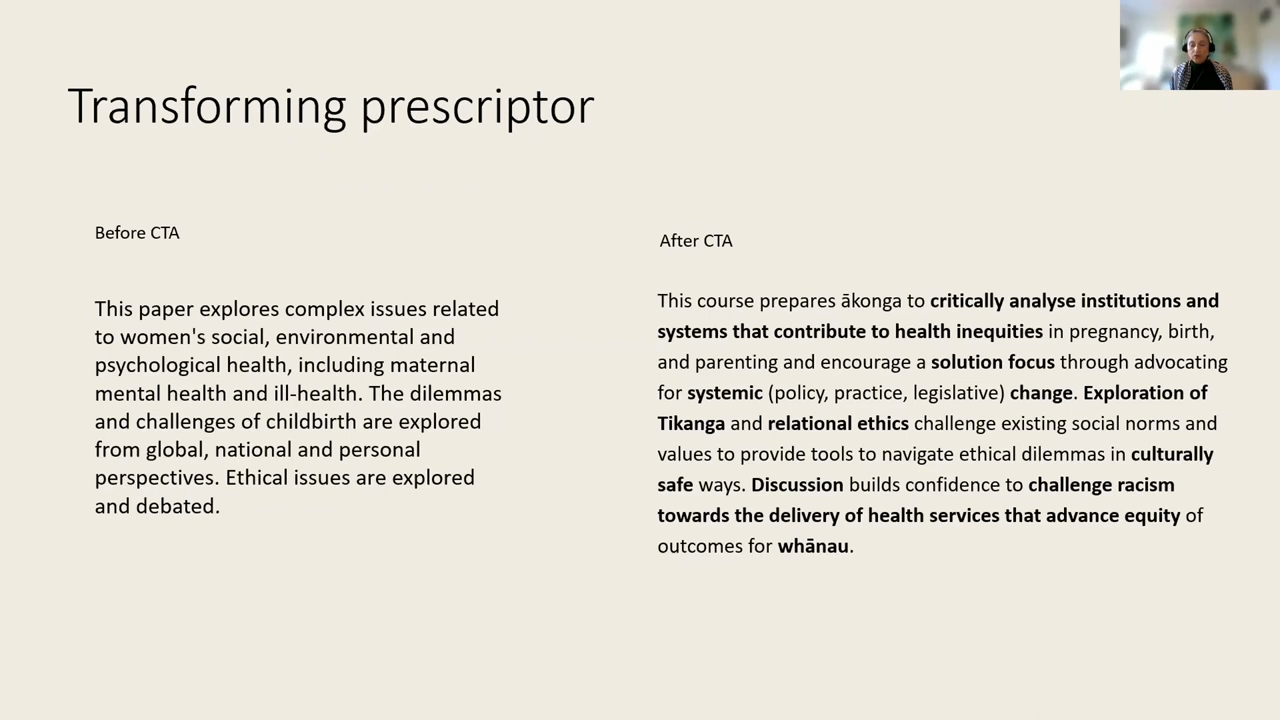 Transforming prescriptor
Before CTA
This paper explores complex issues related
to women's social, environmental and
psychological health, including maternal
mental health and ill-health. The dilemmas
and challenges of childbirth are explored
from global, national and personal
perspectives. Ethical issues are explored
and debated.
After CTA
This course prepares ākonga to critically analyse institutions and
systems that contribute to health inequities in pregnancy, birth,
and parenting and encourage a solution focus through advocating
for systemic (policy, practice, legislative) change. Exploration of
Tikanga and relational ethics challenge existing social norms and
values to provide tools to navigate ethical dilemmas in culturally
safe ways. Discussion builds confidence to challenge racism
towards the delivery of health services that advance equity of
outcomes for whānau.